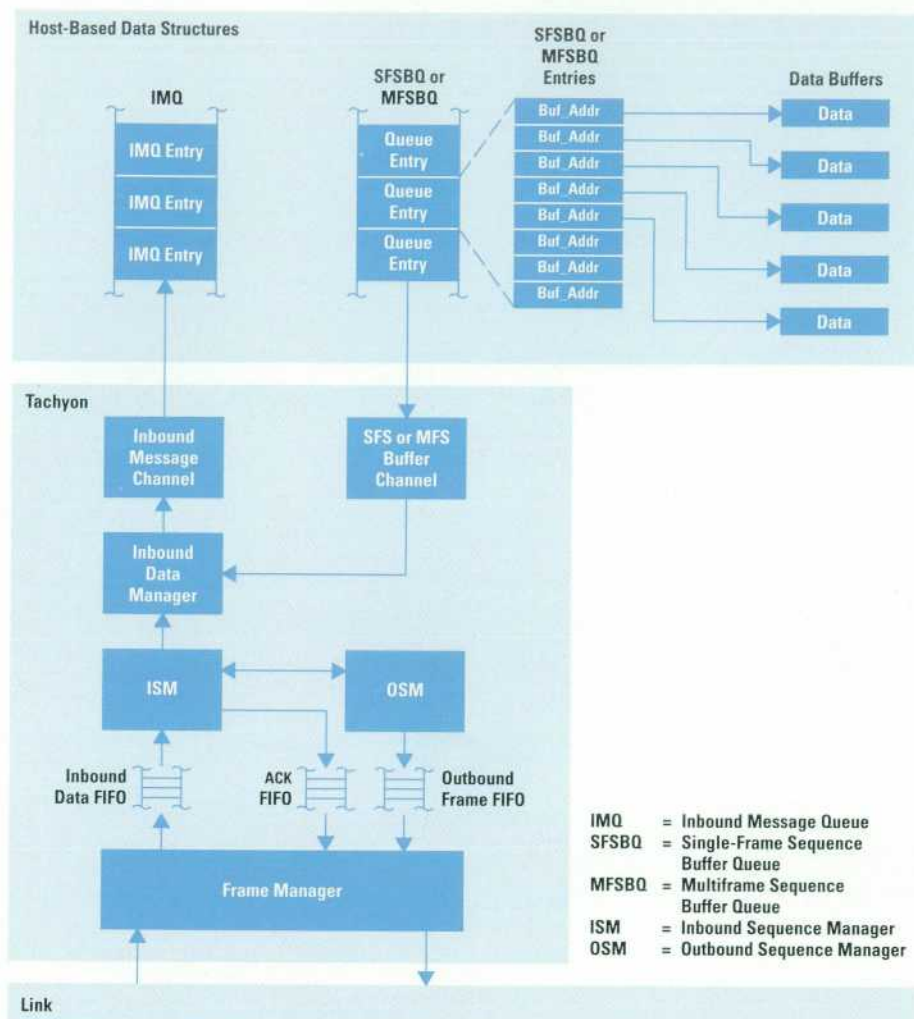 Host-Based Data Structures
IMQ
IMQ Entry
IMQ Entry
IMQ Entry
SFSBQ or
MFSBQ
Queue
Entry
Queue
Entry
Queue
Entry
SFSBQ or
MFSBQ
Entries
Buf_Addr
Buf_Addr
Buf_Addr
Buf_Addr
Buf_Addr
Buf_Addr
Buf_Addr
Buf_Addr
Data Buffers
Data
Data
Data
Data
Data
Tachyon
Inbound
Message
Channel
SFS or MFS
Buffer
Channel
Inbound
Data
Manager
ISM
OSM
Inbound
Data FIFO
ACK
FIFO
Outbound
Frame FIFO
Frame Manager
IMQ = Inbound Message Queue
SFSBQ = Single-Frame Sequence
Buffer Queue
MFSBQ = Multiframe Sequence
Buffer Queue
ISM = Inbound Sequence Manager
OSM = Outbound Sequence Manager
Link